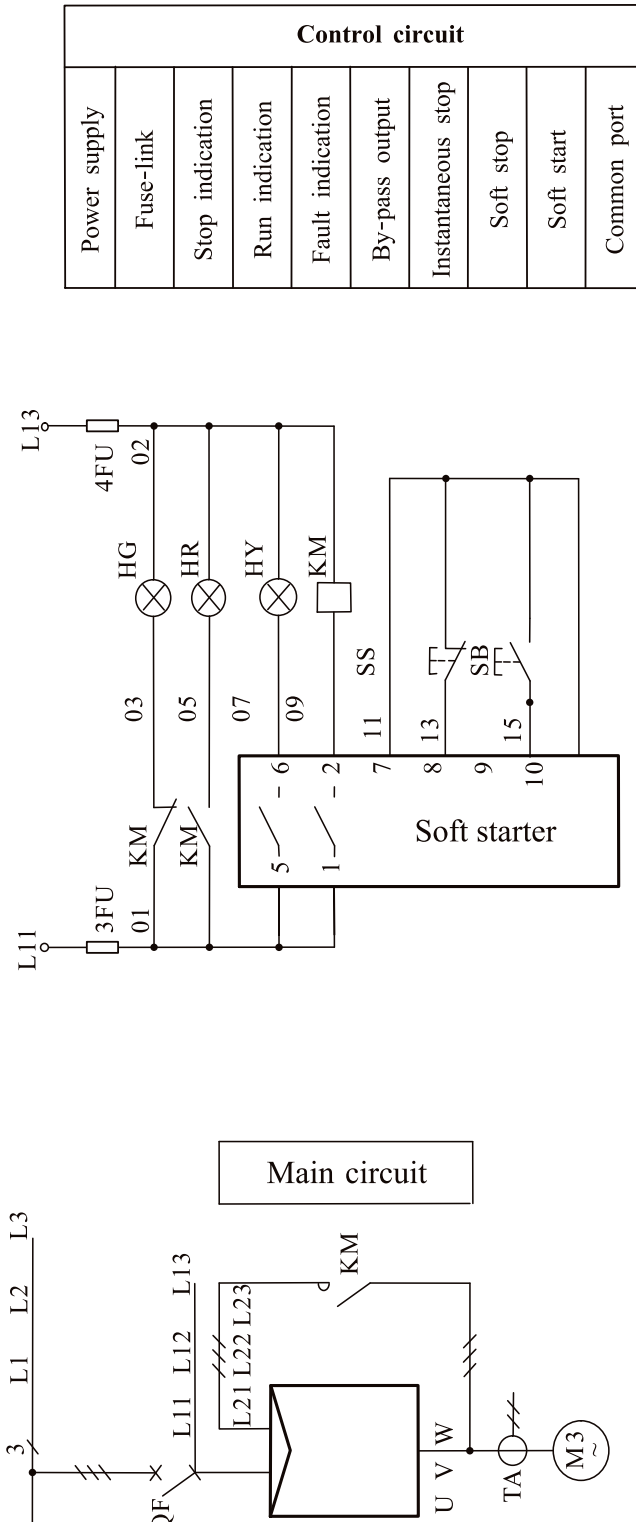 Control circuit
Power supply
Fuse-link
Stop indication
Run indication
Fault indication
By-pass output
Instantaneous stop
Soft stop
Soft start
Common port
L13
4FU
02
HG
HR
HY
KM
03
05
07
09
SS
11
13
SB
15
6
2
7
8
9
10
5
1
Soft starter
KM
KM
01
3FU
L11
Main circuit
L1 L2 L3
3
L11 L12 L13
L21 L22 L23
KM
QF
U V W
TA
M3
~